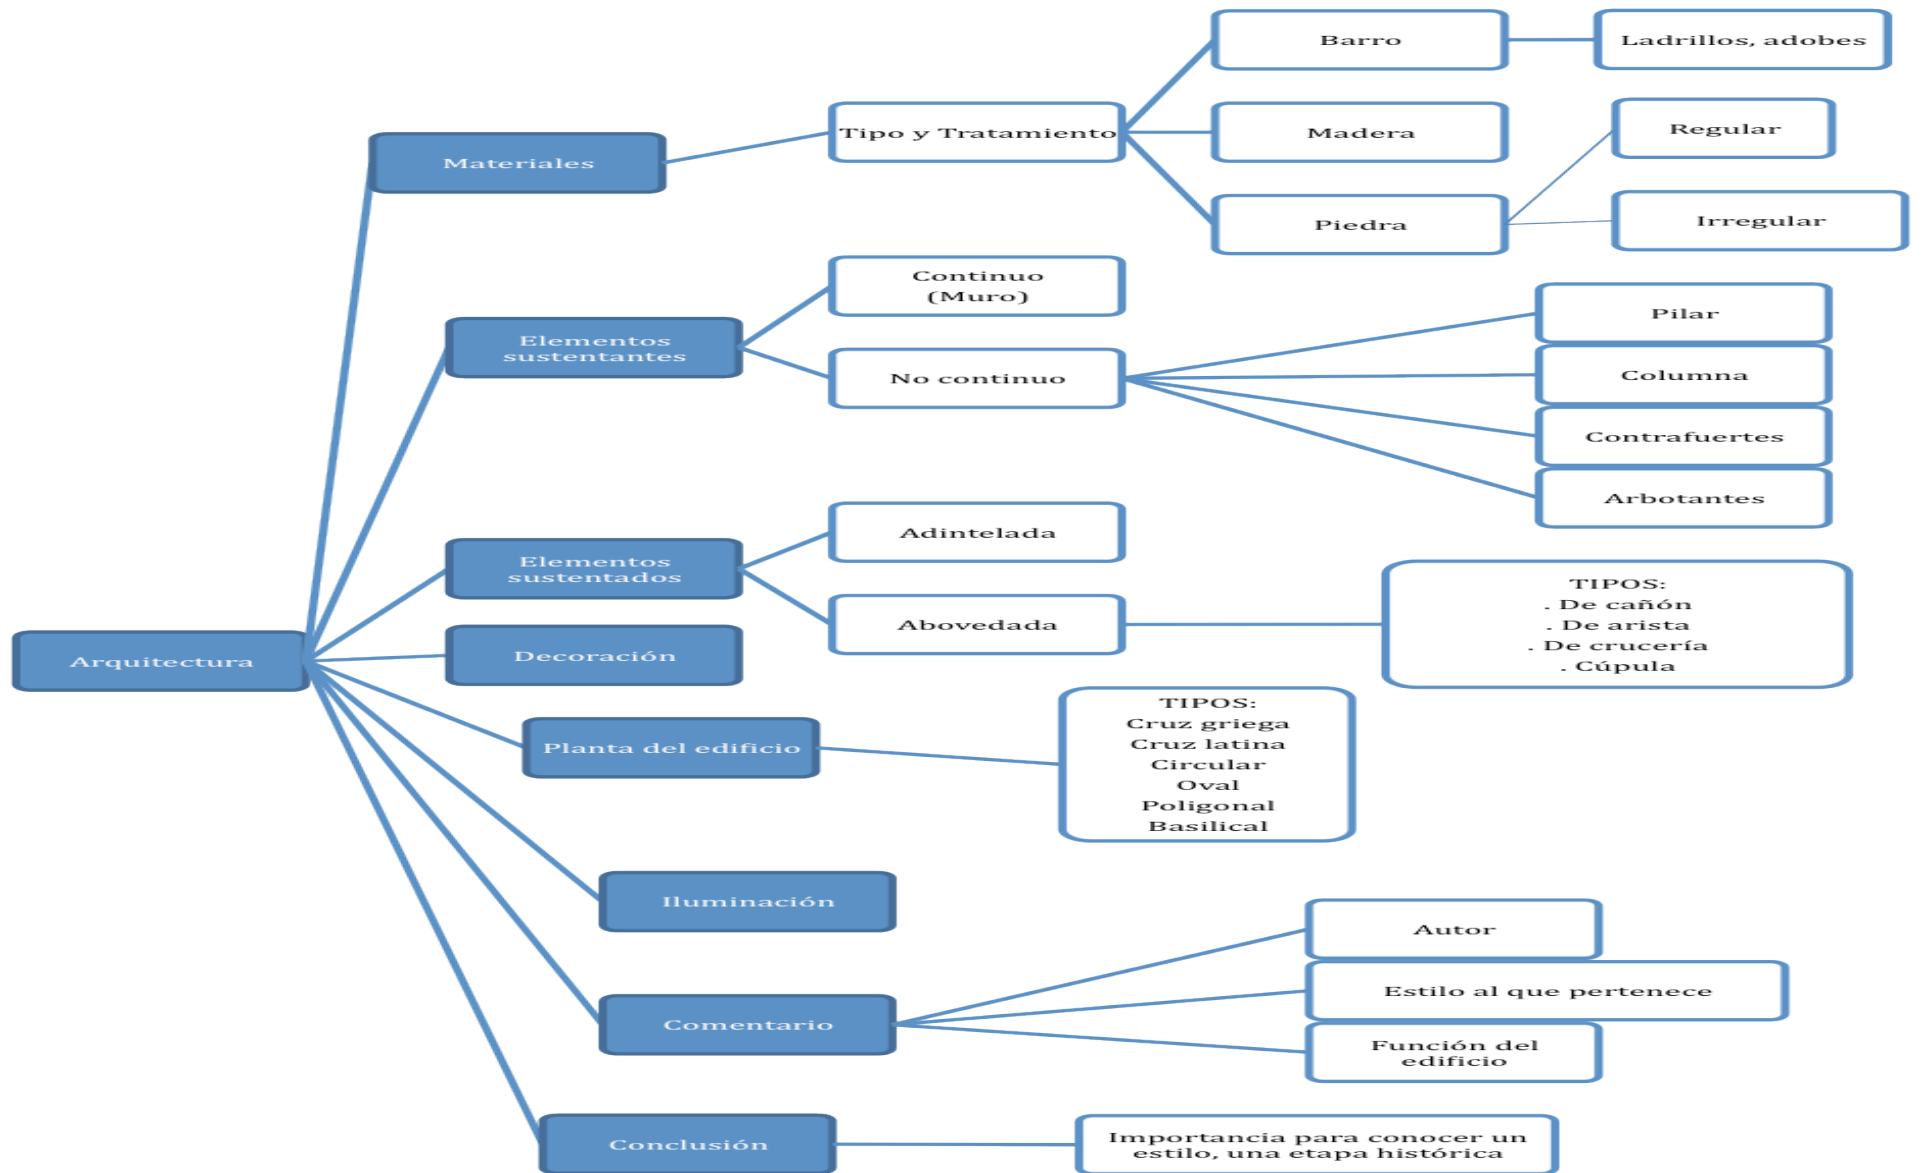 Arquitectura
Materiales
Tipo y Tratamiento
Barro
Ladrillos, adobes
Madera
Piedra
Regular
Irregular
Elementos
sustentantes
Continuo
(Muro)
No continuo
Pilar
Columna
Contrafuertes
Arbotantes
Elementos
sustentados
Adintelada
Abovedada
TIPOS:
. De cañón
. De arista
. De crucería
. Cúpula
Decoración
Planta del edificio
TIPOS:
Cruz griega
Cruz latina
Circular
Oval
Poligonal
Basilical
Iluminación
Comentario
Autor
Estilo al que pertenece
Función del
edificio
Conclusión
Importancia para conocer un
estilo, una etapa histórica